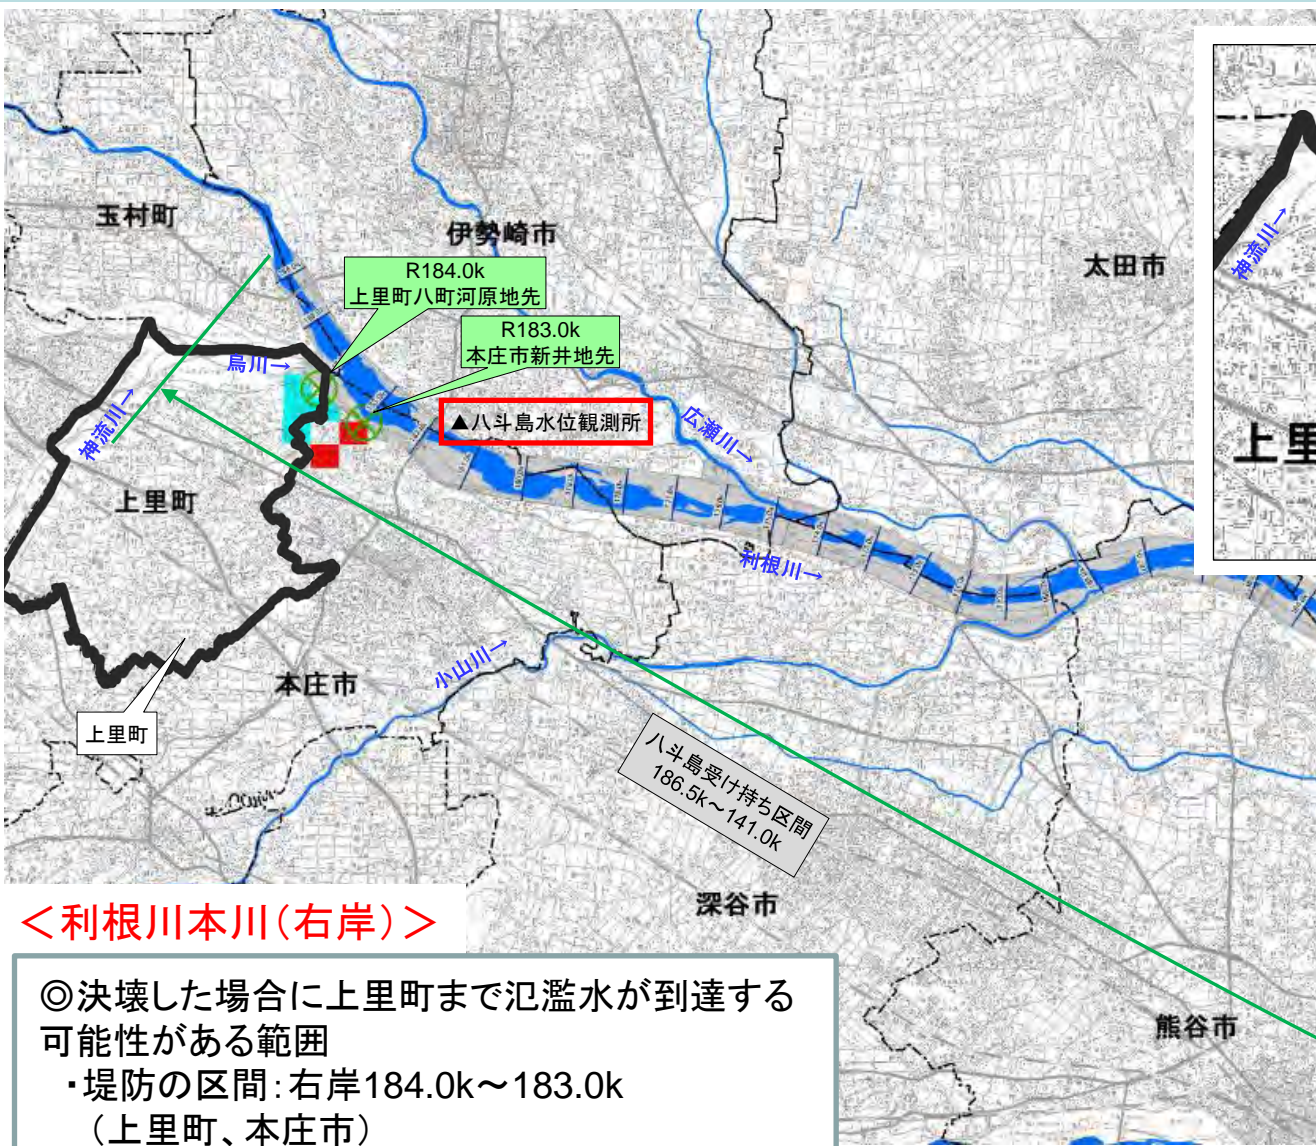 玉村町
伊勢崎市
太田市
神流川→
上里
R184.0k
上里町八町河原地先
R183.0k
本庄市新井地先
烏川→
神流川→
▲八斗島水位観測所
広瀬川→
上里町
利根川→
小山川→
本庄市
上里町
八斗島受け持ち区間
186.5k～141.0k
深谷市
熊谷市
＜利根川本川(右岸)＞
◎決壊した場合に上里町まで氾濫水が到達する
可能性がある範囲
・堤防の区間:右岸184.0k～183.0k
（上里町、本庄市）